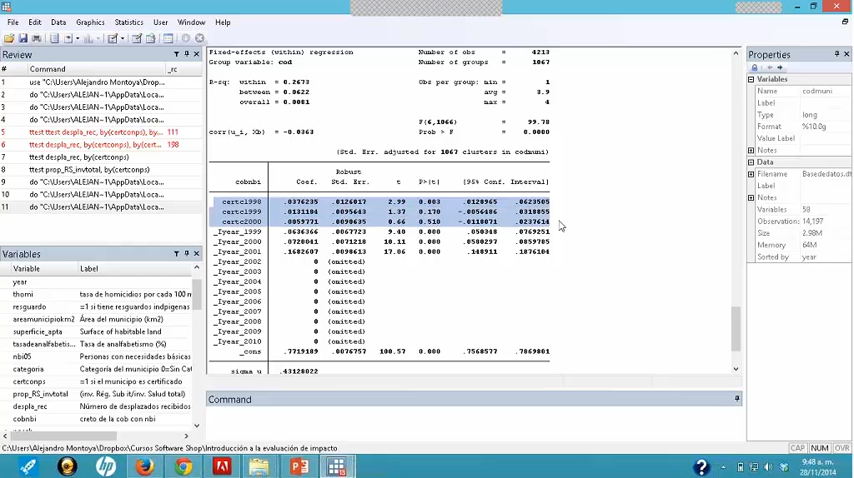 File Edit Data Graphics Statistics User Window Help
Review
# Command _rc
1 use "C:\Users\Alejandro Montoya\Drop...
2 do "C:\Users\ALEJAN~1\AppData\Loca...
3 do "C:\Users\ALEJAN~1\AppData\Loca...
4 do "C:\Users\ALEJAN~1\AppData\Loca...
5 ttest ttest despla_rec, by(certconps), by(... 111
6 ttest despla_rec, by(certconps), by(certc... 198
7 ttest despla_rec, by(certconps)
8 ttest prop_RS_invtotal, by(certconps)
9 do "C:\Users\ALEJAN~1\AppData\Loca...
10 do "C:\Users\ALEJAN~1\AppData\Loca...
11 do "C:\Users\ALEJAN~1\AppData\Loca...
Variables
Variable Label
year
thomi tasa de homicidios por cada 100 m
resguardo =1 si tiene resguardos indpigenas
areamunicipiokm2 Área del municipio (km2)
superficie_apta Surface of habitable land
tasadeanalfabetis... Tasa de analfabetismo (%)
nbi05 Personas con necesidades básicas
categoria Categoría del municipio 0=Sin Cat
certconps =1 si el municipio es certificado
prop_RS_invtotal (inv. Rég. Sub it/ inv. Salud total)
despla_rec Número de desplazados recibidos
cobnbi creto de la cob con nbi
Fixed-effects (within) regression Number of obs = 4213
Group variable: cod Number of groups = 1067
R-sq: within = 0.2673 Obs per group: min = 1
between = 0.0622 avg = 3.9
overall = 0.0081 max = 4
F(6,1066) = 99.78
corr(u_i, Xb) = -0.0363 Prob > F = 0.0000
(Std. Err. adjusted for 1067 clusters in codmuni)
Robust
cobnbi Coef. Std. Err. t P>|t| [95% Conf. Interval]
certc1998 .0376235 .0126017 2.99 0.003 .0128965 .0623505
certc1999 .0131184 .0095643 1.37 0.170 -.0056486 .0318855
certc2000 .0059771 .0090635 0.66 0.510 -.0118071 .0237614
_Iyear_1999 .0636366 .0067723 9.40 0.000 .050348 .0769251
_Iyear_2000 .0720041 .0071218 10.11 0.000 .0580297 .0859785
_Iyear_2001 .1682607 .0098613 17.06 0.000 .148911 .1876104
_Iyear_2002 0 (omitted)
_Iyear_2003 0 (omitted)
_Iyear_2004 0 (omitted)
_Iyear_2005 0 (omitted)
_Iyear_2006 0 (omitted)
_Iyear_2007 0 (omitted)
_Iyear_2008 0 (omitted)
_Iyear_2009 0 (omitted)
_Iyear_2010 0 (omitted)
_cons .7719189 .0076757 100.57 0.000 .7568577 .7869801
sigma_u .43128022
Command
Properties
Variables
Name codmuni
Label
Type long
Format %10.0g
Value Label
Notes
Data
Filename Basededatos.dt
Label
Notes
Variables 58
Observations 14,197
Size 2.98M
Memory 64M
Sorted by year
C:\Users\Alejandro Montoya\Dropbox\Cursos Software Shop\Introducción a la evaluación de impacto
CAP NUM OVR
9:48 a. m.
28/11/2014